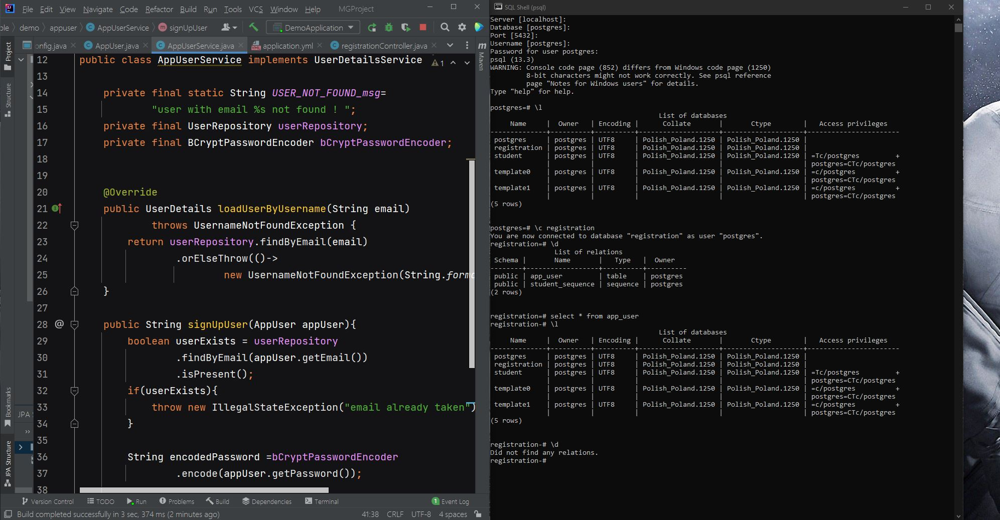 File Edit View Navigate Code Refactor Build Run Tools VCS Window Help MGProject
ple demo appuser AppUserService signUpUser DemoApplication
onfig.java AppUser.java AppUserService.java application.yml registrationController.java
Project
Structure
Bookmarks
JPA Structure
JPA S
Maven
1
12 public class AppUserService implements UserDetailsService
13
14 private final static String USER_NOT_FOUND_msg=
15 "user with email %s not found ! ";
16 private final UserRepository userRepository;
17 private final BCryptPasswordEncoder bCryptPasswordEncoder;
18
19
20 @Override
21 public UserDetails loadUserByUsername(String email)
22 throws UsernameNotFoundException {
23 return userRepository.findByEmail(email)
24 .orElseThrow(()->
25 new UsernameNotFoundException(String.forma
26 }
27
28 @ public String signUpUser(AppUser appUser){
29 boolean userExists = userRepository
30 .findByEmail(appUser.getEmail())
31 .isPresent();
32 if(userExists){
33 throw new IllegalStateException("email already taken")
34 }
35
36 String encodedPassword =bCryptPasswordEncoder
37 .encode(appUser.getPassword());
38
Version Control TODO Run Problems Build Dependencies Terminal 1 Event Log
Build completed successfully in 3 sec, 374 ms (2 minutes ago) 41:38 CRLF UTF-8 4 spaces
SQL Shell (psql)
Server [localhost]:
Database [postgres]:
Port [5432]:
Username [postgres]:
Password for user postgres:
psql (13.3)
WARNING: Console code page (852) differs from Windows code page (1250)
8-bit characters might not work correctly. See psql reference
page "Notes for Windows users" for details.
Type "help" for help.
postgres=# \l
List of databases
Name | Owner | Encoding | Collate | Ctype | Access privileges
--------------+----------+----------+--------------------+--------------------+-----------------------
postgres | postgres | UTF8 | Polish_Poland.1250 | Polish_Poland.1250 |
registration | postgres | UTF8 | Polish_Poland.1250 | Polish_Poland.1250 |
student | postgres | UTF8 | Polish_Poland.1250 | Polish_Poland.1250 | =Tc/postgres +
| | | | | postgres=CTc/postgres
template0 | postgres | UTF8 | Polish_Poland.1250 | Polish_Poland.1250 | =c/postgres +
| | | | | postgres=CTc/postgres
template1 | postgres | UTF8 | Polish_Poland.1250 | Polish_Poland.1250 | =c/postgres +
| | | | | postgres=CTc/postgres
(5 rows)
postgres=# \c registration
You are now connected to database "registration" as user "postgres".
registration=# \d
List of relations
Schema | Name | Type | Owner
--------+------------------+----------+----------
public | app_user | table | postgres
public | student_sequence | sequence | postgres
(2 rows)
registration=# select * from app_user
registration-# \l
List of databases
Name | Owner | Encoding | Collate | Ctype | Access privileges
--------------+----------+----------+--------------------+--------------------+-----------------------
postgres | postgres | UTF8 | Polish_Poland.1250 | Polish_Poland.1250 |
registration | postgres | UTF8 | Polish_Poland.1250 | Polish_Poland.1250 |
student | postgres | UTF8 | Polish_Poland.1250 | Polish_Poland.1250 | =Tc/postgres +
| | | | | postgres=CTc/postgres
template0 | postgres | UTF8 | Polish_Poland.1250 | Polish_Poland.1250 | =c/postgres +
| | | | | postgres=CTc/postgres
template1 | postgres | UTF8 | Polish_Poland.1250 | Polish_Poland.1250 | =c/postgres +
| | | | | postgres=CTc/postgres
(5 rows)
registration-# \d
Did not find any relations.
registration-#